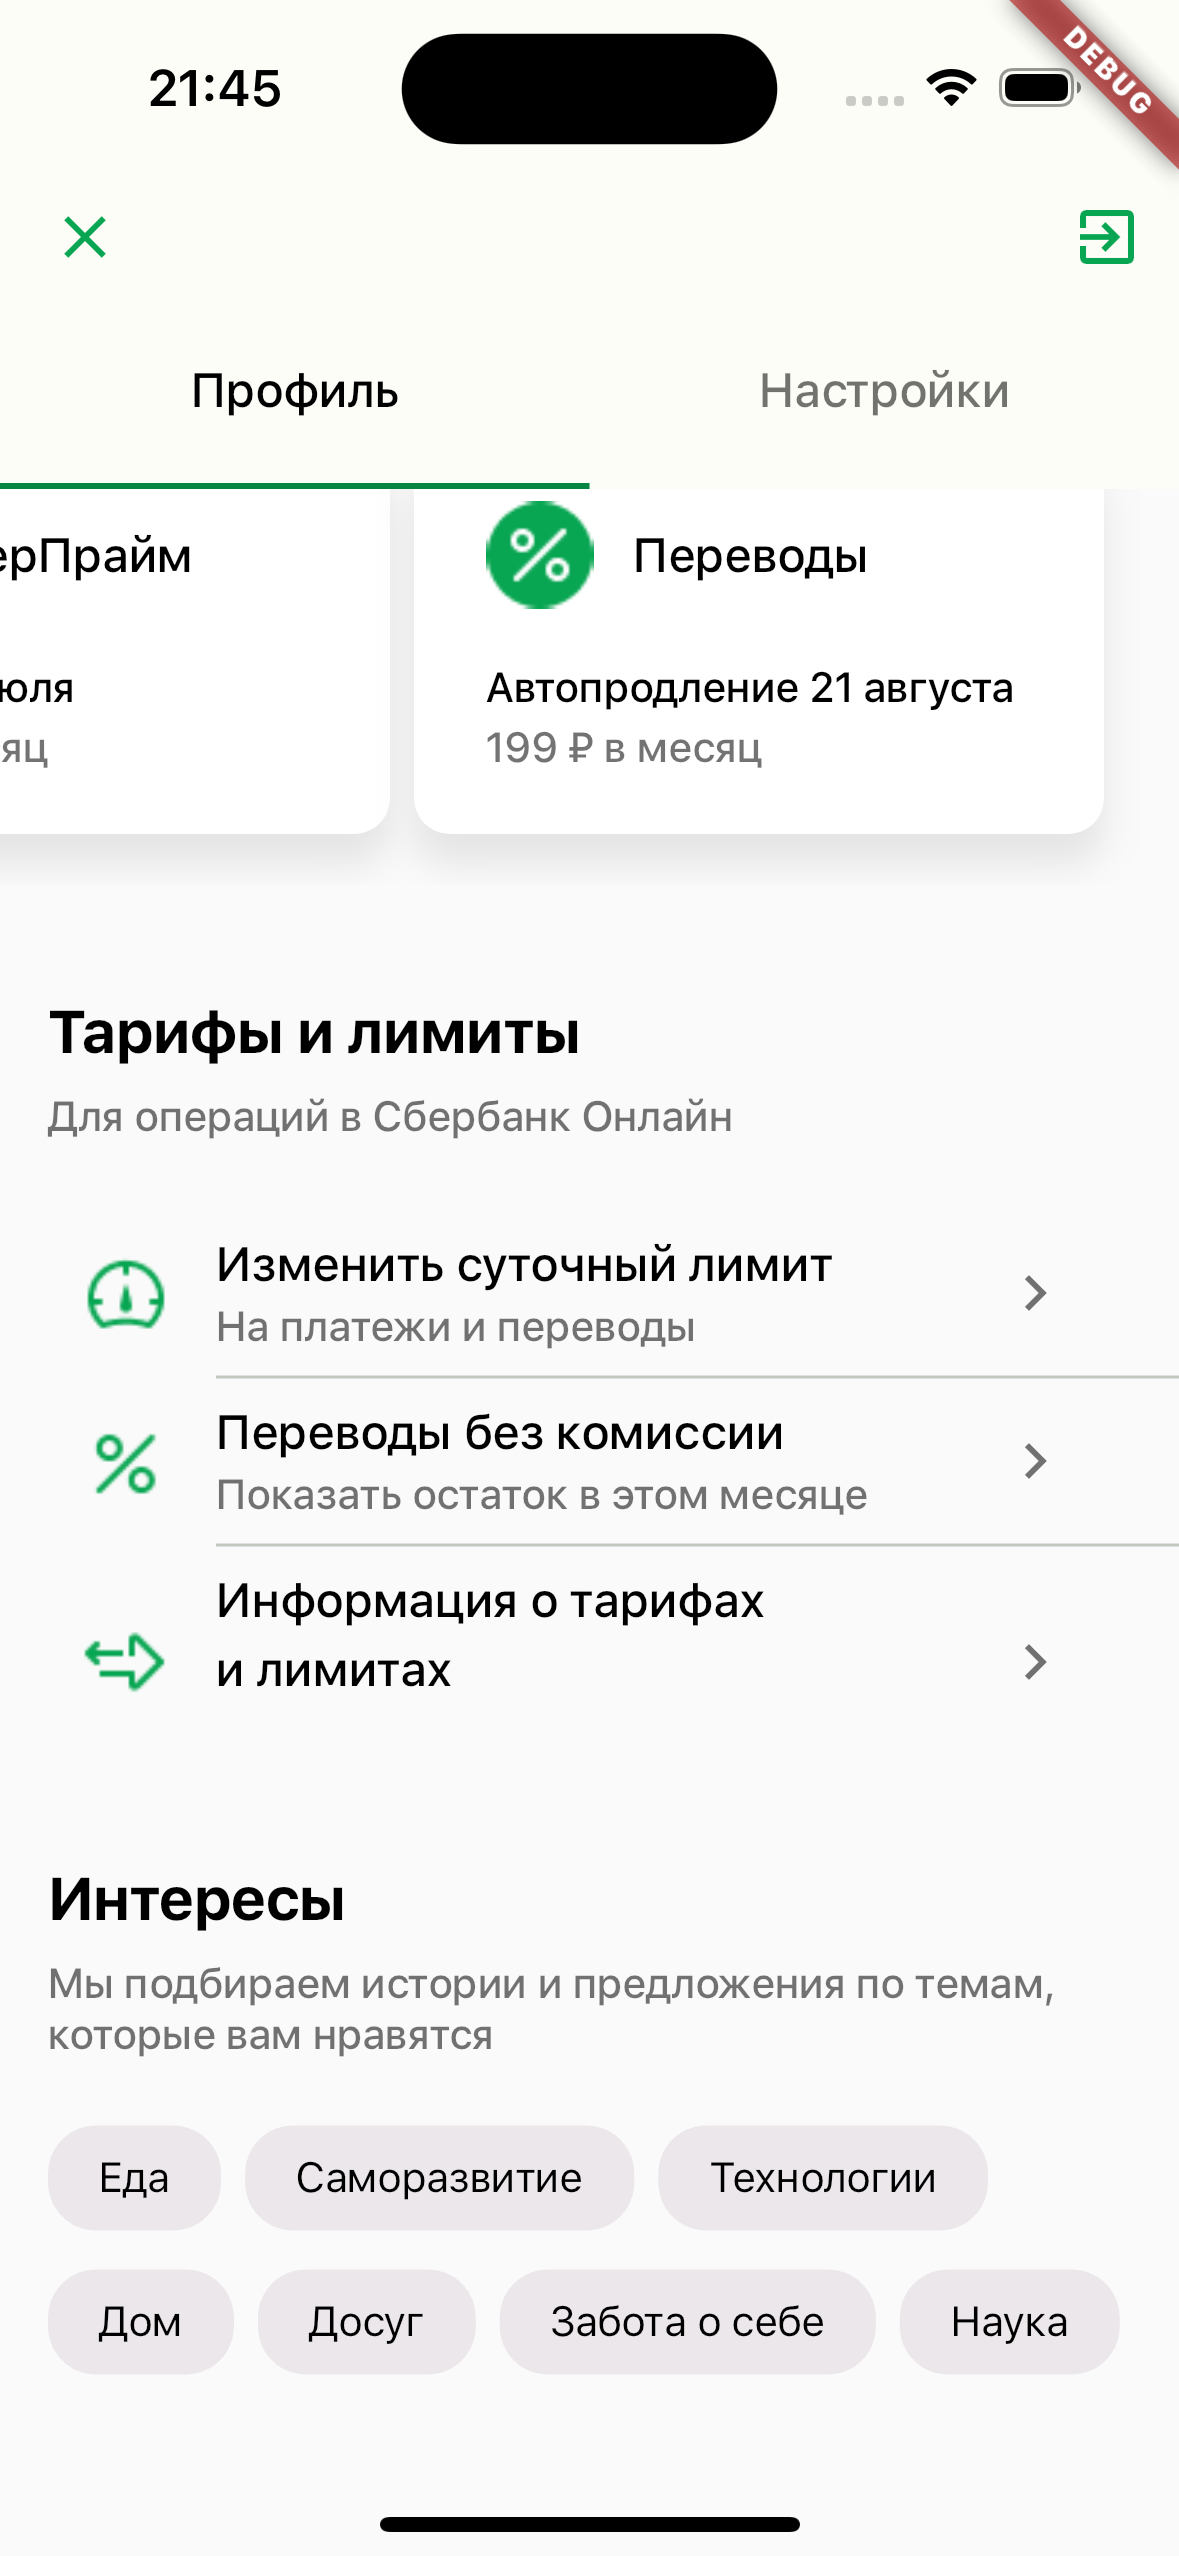 21:45
DEBUG
Профиль
Настройки
ерПрайм
Переводы
юля
Автопродление 21 августа
яц
199 ₽ в месяц
Тарифы и лимиты
Для операций в Сбербанк Онлайн
Изменить суточный лимит
На платежи и переводы
Переводы без комиссии
Показать остаток в этом месяце
Информация о тарифах
и лимитах
Интересы
Мы подбираем истории и предложения по темам,
которые вам нравятся
Еда
Саморазвитие
Технологии
Дом
Досуг
Забота о себе
Наука